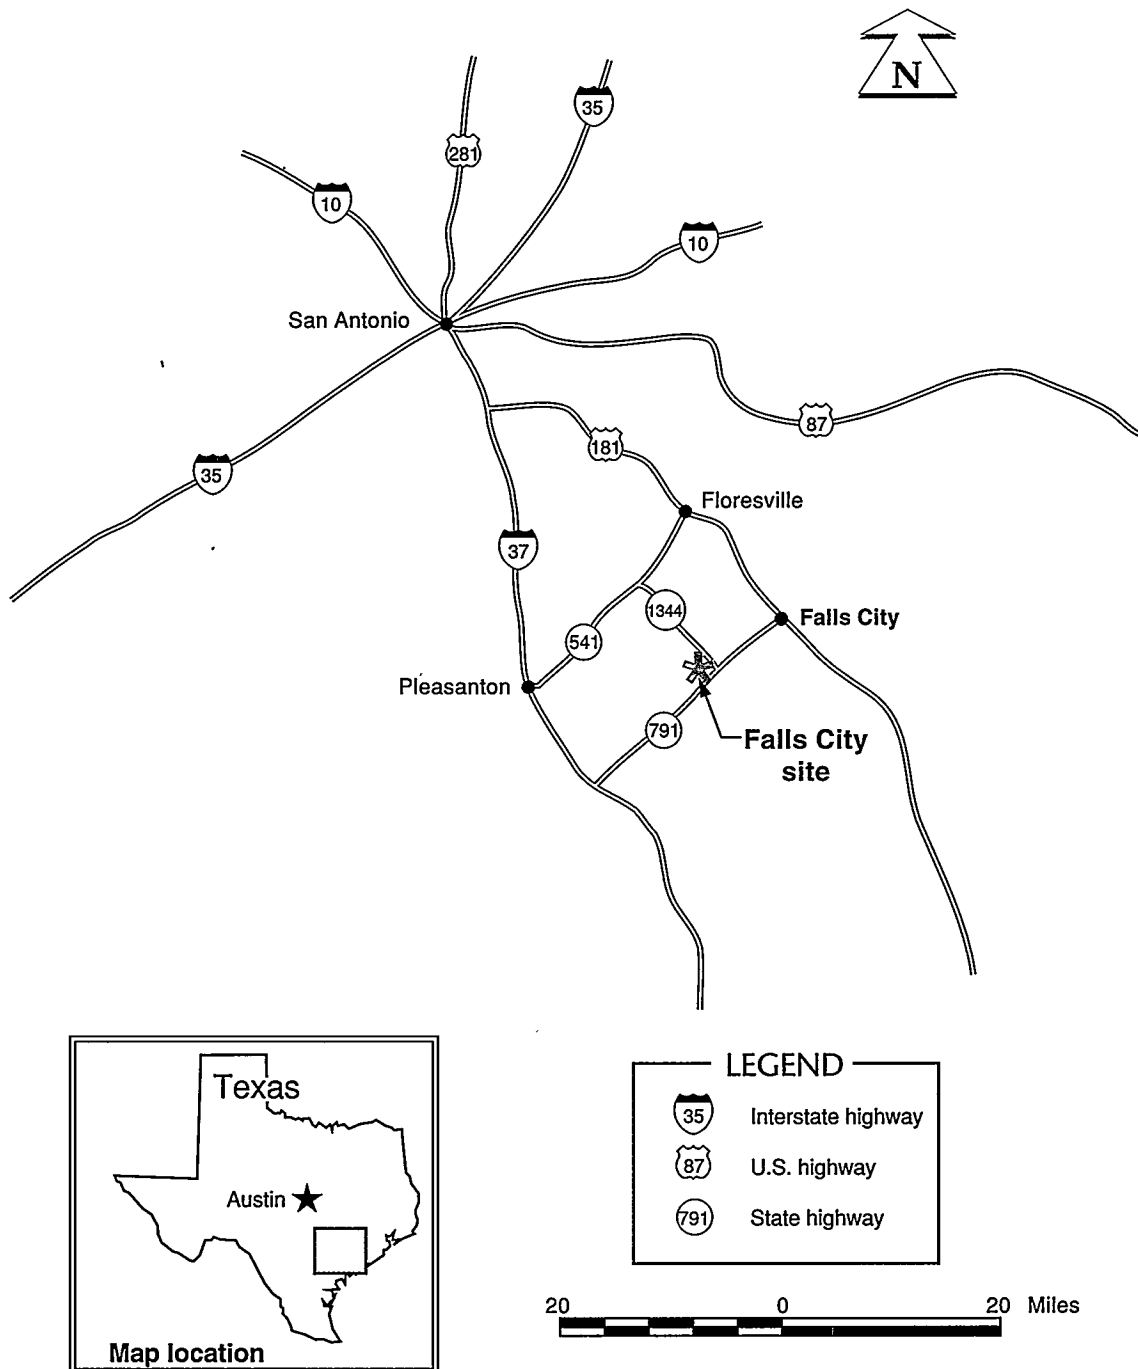 N
35
281
10
10
San Antonio
87
181
35
Floresville
37
1344
Falls City
541
Pleasanton
791
Falls City
site
LEGEND
35 Interstate highway
87 U.S. highway
791 State highway
Texas
Austin
Map location
20 0 20 Miles